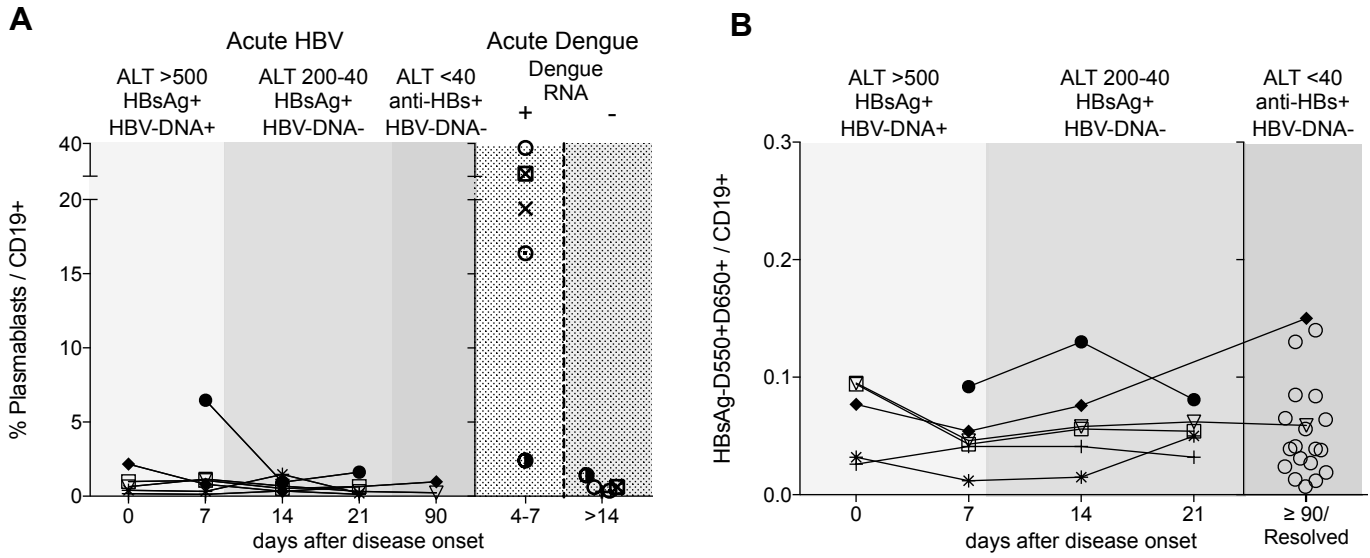 A
Acute HBV
Acute Dengue
ALT >500
HBsAg+
HBV-DNA+
ALT 200-40
HBsAg+
HBV-DNA-
ALT <40
anti-HBs+
HBV-DNA-
Dengue
RNA
+
-
% Plasmablasts / CD19+
40
20
15
10
5
0
0
7
14
21
90
4-7
>14
days after disease onset
B
ALT >500
HBsAg+
HBV-DNA+
ALT 200-40
HBsAg+
HBV-DNA-
ALT <40
anti-HBs+
HBV-DNA-
HBsAg-D550+D650+ / CD19+
0.3
0.2
0.1
0.0
0
7
14
21
≥ 90/
Resolved
days after disease onset